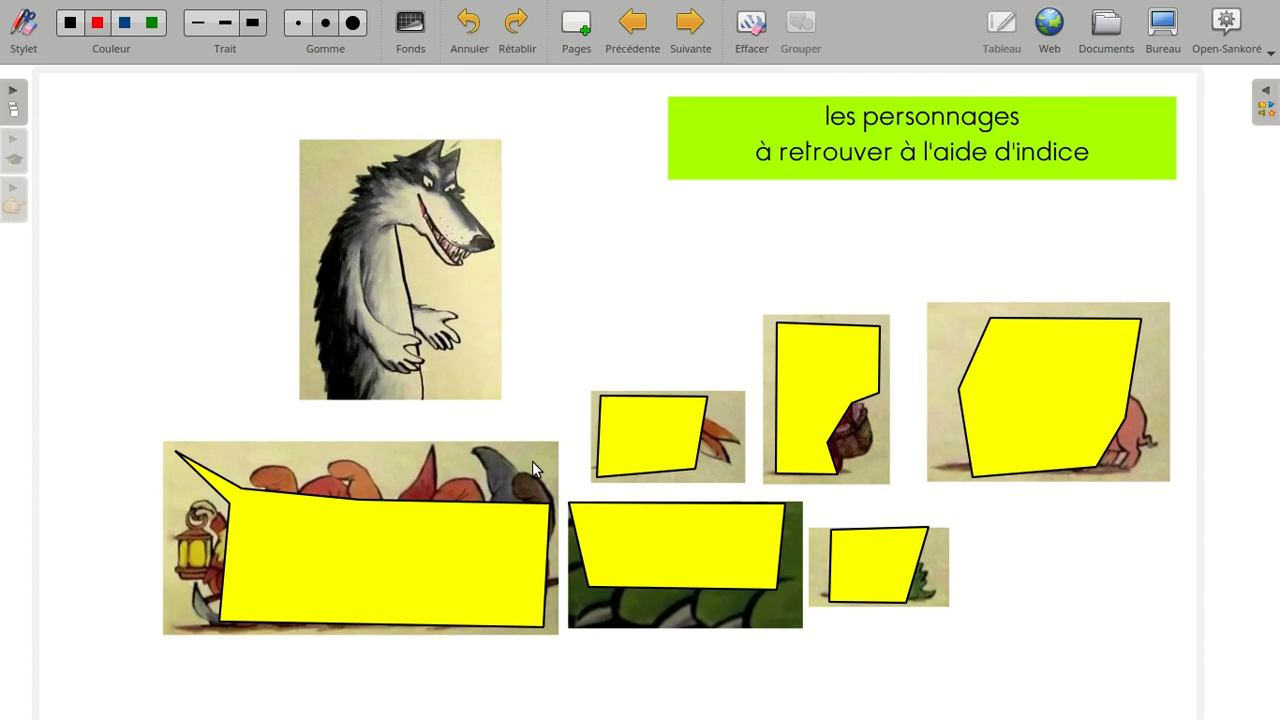 Stylet
Couleur
Trait
Gomme
Fonds
Annuler
Rétablir
Pages
Précédente
Suivante
Effacer
Grouper
Tableau
Web
Documents
Bureau
Open-Sankoré
les personnages
à retrouver à l'aide d'indice